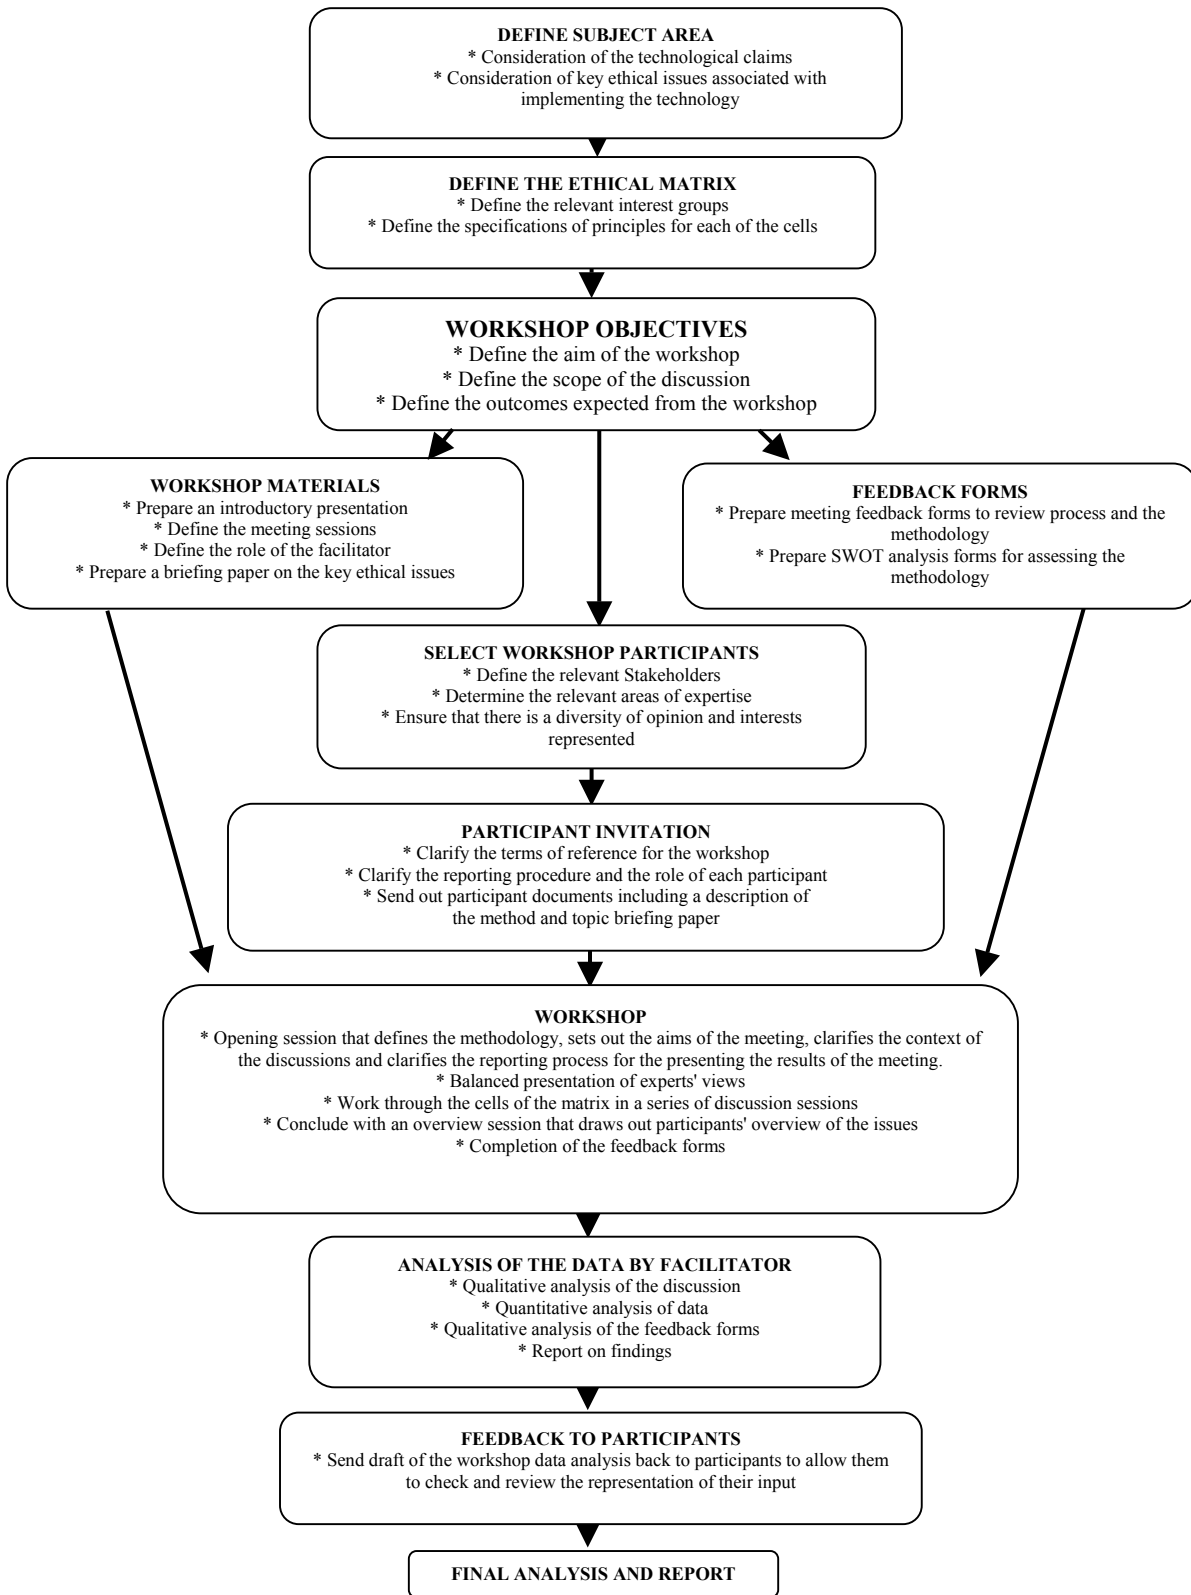 DEFINE SUBJECT AREA
* Consideration of the technological claims
* Consideration of key ethical issues associated with
implementing the technology
DEFINE THE ETHICAL MATRIX
* Define the relevant interest groups
* Define the specifications of principles for each of the cells
WORKSHOP OBJECTIVES
* Define the aim of the workshop
* Define the scope of the discussion
* Define the outcomes expected from the workshop
WORKSHOP MATERIALS
* Prepare an introductory presentation
* Define the meeting sessions
* Define the role of the facilitator
* Prepare a briefing paper on the key ethical issues
FEEDBACK FORMS
* Prepare meeting feedback forms to review process and the
methodology
* Prepare SWOT analysis forms for assessing the
methodology
SELECT WORKSHOP PARTICIPANTS
* Define the relevant Stakeholders
* Determine the relevant areas of expertise
* Ensure that there is a diversity of opinion and interests
represented
PARTICIPANT INVITATION
* Clarify the terms of reference for the workshop
* Clarify the reporting procedure and the role of each participant
* Send out participant documents including a description of
the method and topic briefing paper
WORKSHOP
* Opening session that defines the methodology, sets out the aims of the meeting, clarifies the context of
the discussions and clarifies the reporting process for the presenting the results of the meeting.
* Balanced presentation of experts' views
* Work through the cells of the matrix in a series of discussion sessions
* Conclude with an overview session that draws out participants' overview of the issues
* Completion of the feedback forms
ANALYSIS OF THE DATA BY FACILITATOR
* Qualitative analysis of the discussion
* Quantitative analysis of data
* Qualitative analysis of the feedback forms
* Report on findings
FEEDBACK TO PARTICIPANTS
* Send draft of the workshop data analysis back to participants to allow them
to check and review the representation of their input
FINAL ANALYSIS AND REPORT